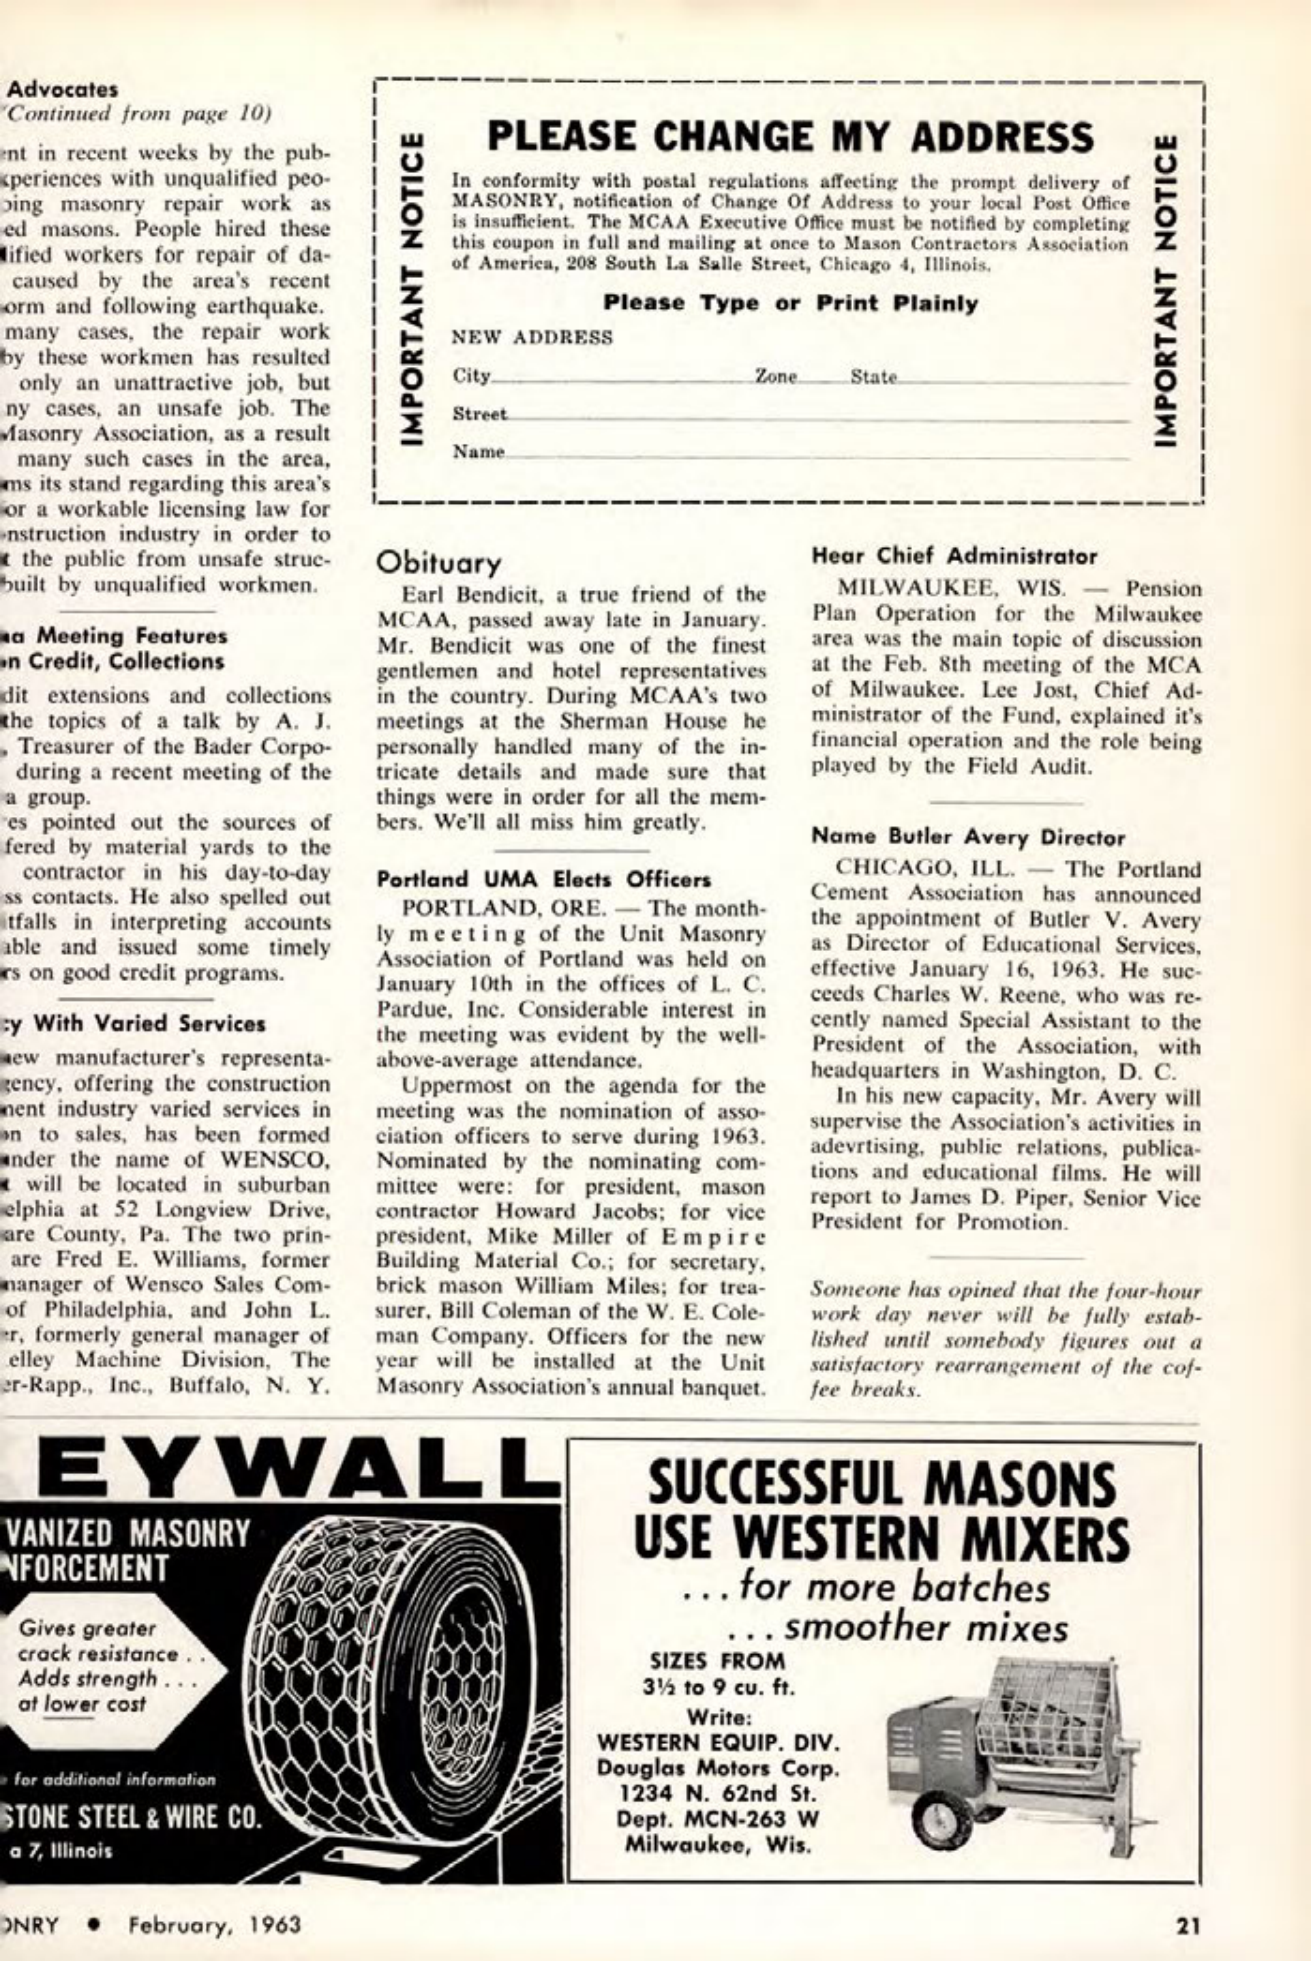 Advocates
Continued from page 10)
in recent weeks by the pub-
with unqualified peo-
masonry repair work as
masons. People hired these
workers for repair of da-
caused by the area's recent
and following earthquake.
many cases, the repair work
by these workmen has resulted
only an unattractive job, but
cases, an unsafe job. The
Masonry Association, as a result
many such cases in the area,
its stand regarding this area's
a workable licensing law for
industry in order to
the public from unsafe struc-
built by unqualified workmen.
Meeting Features
Credit, Collections
extensions and collections
the topics of a talk by A. J.
, Treasurer of the Bader Corpo-
during a recent meeting of the
group.
pointed out the sources of
by material yards to the
contractor in his day-to-day
contacts. He also spelled out
in interpreting accounts
and issued some timely
on good credit programs.
With Varied Services
manufacturer's representa-
offering the construction
industry varied services in
to sales, has been formed
under the name of WENSCO,
will be located in suburban
at 52 Longview Drive,
County, Pa. The two prin-
are Fred E. Williams, former
manager of Wensco Sales Com-
of Philadelphia, and John L.
formerly general manager of
Machine Division, The
Inc., Buffalo, N. Y.
IMPORTANT NOTICE
PLEASE CHANGE MY ADDRESS
In conformity with postal regulations affecting the prompt delivery of
MASONRY, notification of Change Of Address to your local Post Office
is insufficient. The MCAA Executive Office must be notified by completing
this coupon in full and mailing at once to Mason Contractors Association
of America, 208 South La Salle Street, Chicago 4, Illinois.
Please Type or Print Plainly
NEW ADDRESS
City Zone State
Street
Name
IMPORTANT NOTICE
Obituary
Earl Bendicit, a true friend of the
MCAA, passed away late in January.
Mr. Bendicit was one of the finest
gentlemen and hotel representatives
in the country. During MCAA's two
meetings at the Sherman House he
personally handled many of the in-
tricate details and made sure that
things were in order for all the mem-
bers. We'll all miss him greatly.
Portland UMA Elects Officers
PORTLAND, ORE. — The month-
ly meeting of the Unit Masonry
Association of Portland was held on
January 10th in the offices of L. C.
Pardue, Inc. Considerable interest in
the meeting was evident by the well-
above-average attendance.
Uppermost on the agenda for the
meeting was the nomination of asso-
ciation officers to serve during 1963.
Nominated by the nominating com-
mittee were: for president, mason
contractor Howard Jacobs; for vice
president, Mike Miller of Empire
Building Material Co.; for secretary,
brick mason William Miles; for trea-
surer, Bill Coleman of the W. E. Cole-
man Company. Officers for the new
year will be installed at the Unit
Masonry Association's annual banquet.
Hear Chief Administrator
MILWAUKEE, WIS. — Pension
Plan Operation for the Milwaukee
area was the main topic of discussion
at the Feb. 8th meeting of the MCA
of Milwaukee. Lee Jost, Chief Ad-
ministrator of the Fund, explained it's
financial operation and the role being
played by the Field Audit.
Name Butler Avery Director
CHICAGO, ILL. — The Portland
Cement Association has announced
the appointment of Butler V. Avery
as Director of Educational Services,
effective January 16, 1963. He suc-
ceeds Charles W. Reene, who was re-
cently named Special Assistant to the
President of the Association, with
headquarters in Washington, D. C.
In his new capacity, Mr. Avery will
supervise the Association's activities in
adevrtising, public relations, publica-
tions and educational films. He will
report to James D. Piper, Senior Vice
President for Promotion.
Someone has opined that the four-hour
work day never will be fully estab-
lished until somebody figures out a
satisfactory rearrangement of the cof-
fee breaks.
EYWALL
VANIZED MASONRY
NFORCEMENT
Gives greater
crack resistance . .
Adds strength . . .
at lower cost
for additional information
STONE STEEL & WIRE CO.
a 7, Illinois
SUCCESSFUL MASONS
USE WESTERN MIXERS
. . . for more batches
. . . smoother mixes
SIZES FROM
3½ to 9 cu. ft.
Write:
WESTERN EQUIP. DIV.
Douglas Motors Corp.
1234 N. 62nd St.
Dept. MCN-263 W
Milwaukee, Wis.
ONRY • February, 1963
21